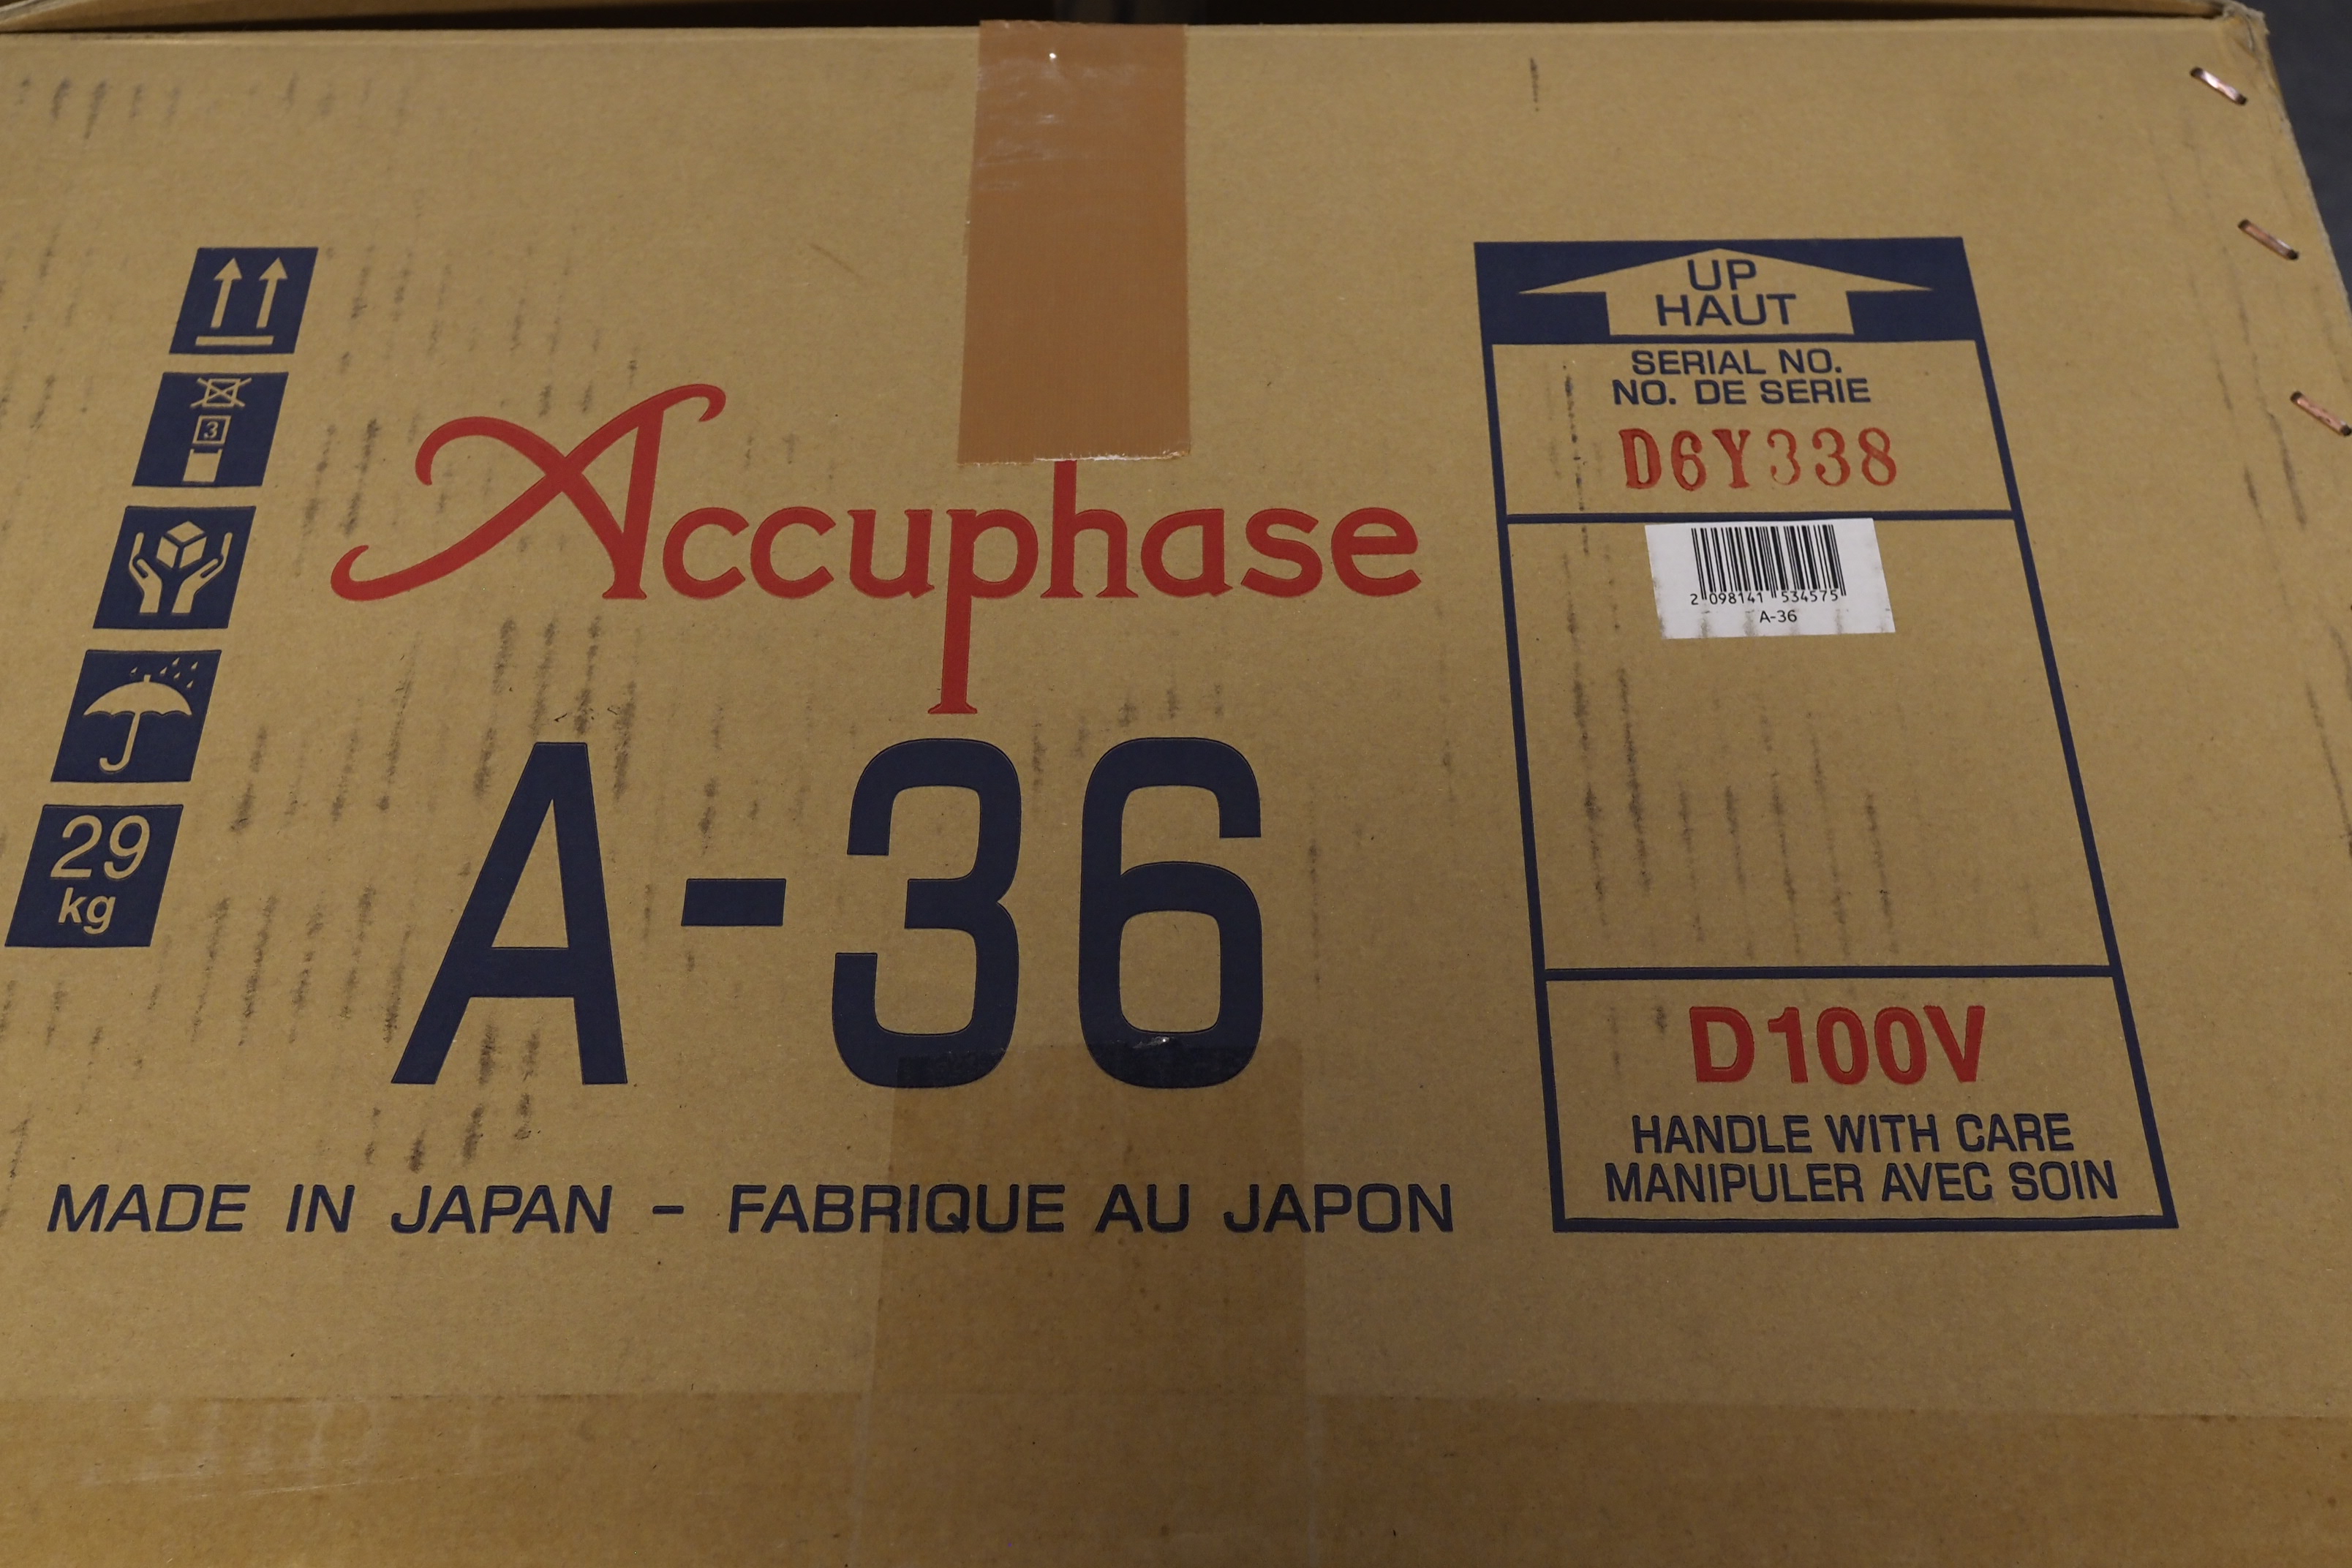 3
29
kg
Accuphase
A-36
MADE IN JAPAN - FABRIQUE AU JAPON
UP
HAUT
SERIAL NO.
NO. DE SERIE
D6Y338
2 098141 534575
A-36
D100V
HANDLE WITH CARE
MANIPULER AVEC SOIN